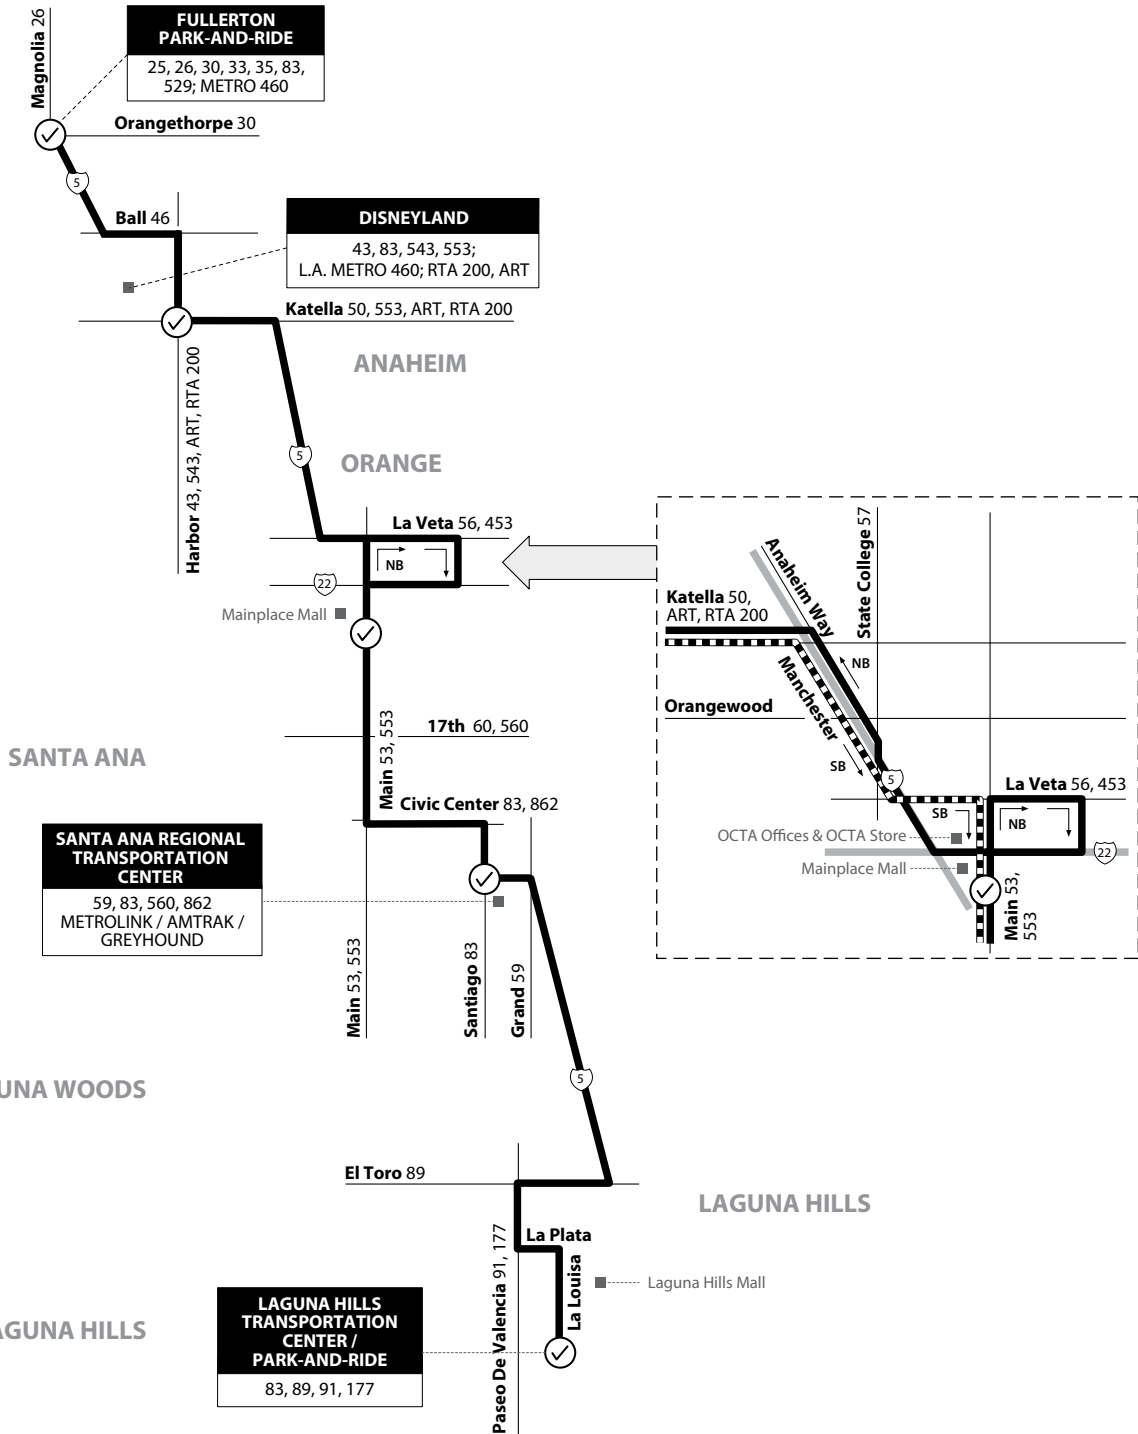 Magnolia 26
FULLERTON
PARK-AND-RIDE
25, 26, 30, 33, 35, 83,
529; METRO 460
Orangethorpe 30
5
Ball 46
DISNEYLAND
43, 83, 543, 553;
L.A. METRO 460; RTA 200, ART
Katella 50, 553, ART, RTA 200
ANAHEIM
Harbor 43, 543, ART, RTA 200
5
ORANGE
La Veta 56, 453
NB
22
Mainplace Mall
Main 53, 553
17th 60, 560
SANTA ANA
Civic Center 83, 862
SANTA ANA REGIONAL
TRANSPORTATION
CENTER
59, 83, 560, 862
METROLINK / AMTRAK /
GREYHOUND
Main 53, 553
Santiago 83
Grand 59
5
UNA WOODS
El Toro 89
LAGUNA HILLS
La Plata
Paseo De Valencia 91, 177
La Louisa
Laguna Hills Mall
AGUNA HILLS
LAGUNA HILLS
TRANSPORTATION
CENTER /
PARK-AND-RIDE
83, 89, 91, 177
State College 57
Anaheim Way
Katella 50,
ART, RTA 200
NB
Manchester
Orangewood
SB
5
La Veta 56, 453
SB
NB
OCTA Offices & OCTA Store
22
Mainplace Mall
Main 53,
553